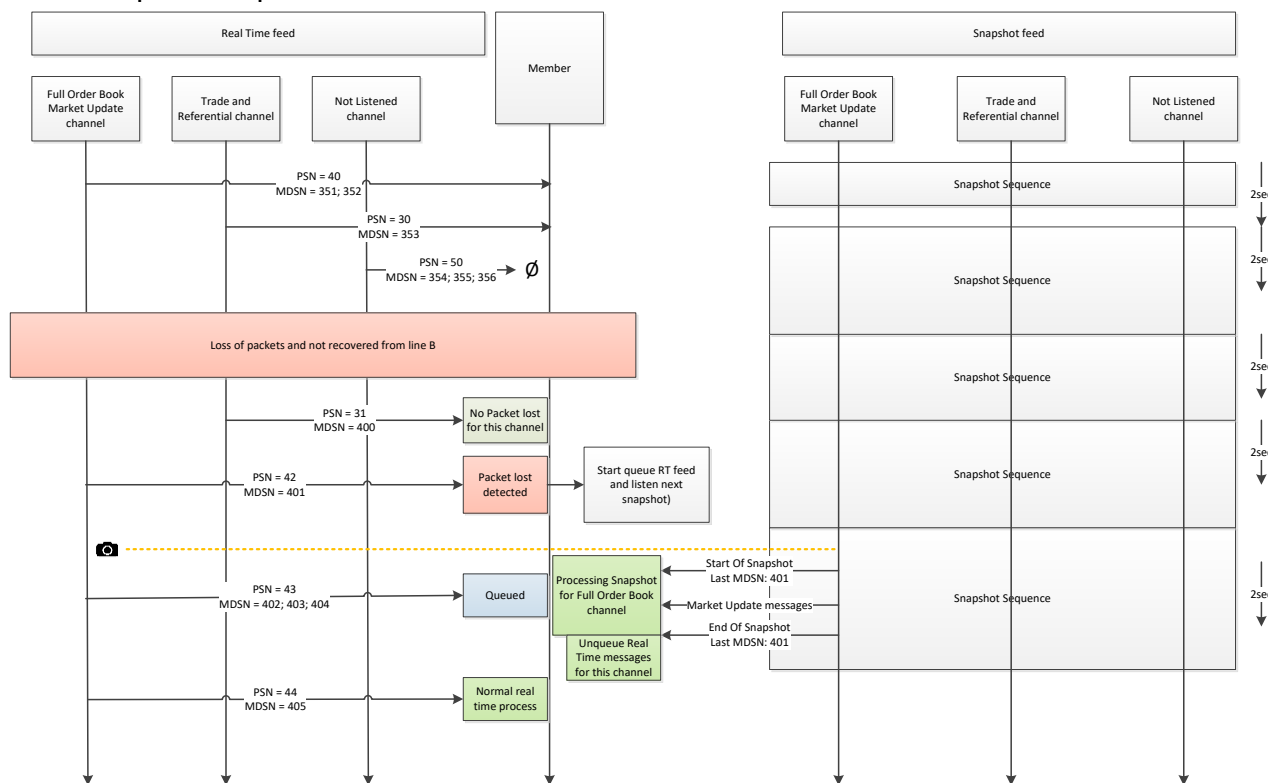 Real Time feed
Member
Snapshot feed
Full Order Book
Market Update
channel
Trade and
Referential channel
Not Listened
channel
Full Order Book
Market Update
channel
Trade and
Referential channel
Not Listened
channel
PSN = 40
MDSN = 351; 352
Snapshot Sequence
2sec
PSN = 30
MDSN = 353
PSN = 50
MDSN = 354; 355; 356
Ø
Snapshot Sequence
2sec
Loss of packets and not recovered from line B
Snapshot Sequence
2sec
PSN = 31
MDSN = 400
No Packet lost
for this channel
PSN = 42
MDSN = 401
Packet lost
detected
Start queue RT feed
and listen next
snapshot)
Snapshot Sequence
2sec
Start Of Snapshot
Last MDSN: 401
PSN = 43
MDSN = 402; 403; 404
Queued
Processing Snapshot
for Full Order Book
channel
Market Update messages
Snapshot Sequence
2sec
End Of Snapshot
Last MDSN: 401
Unqueue Real
Time messages
for this channel
PSN = 44
MDSN = 405
Normal real
time process